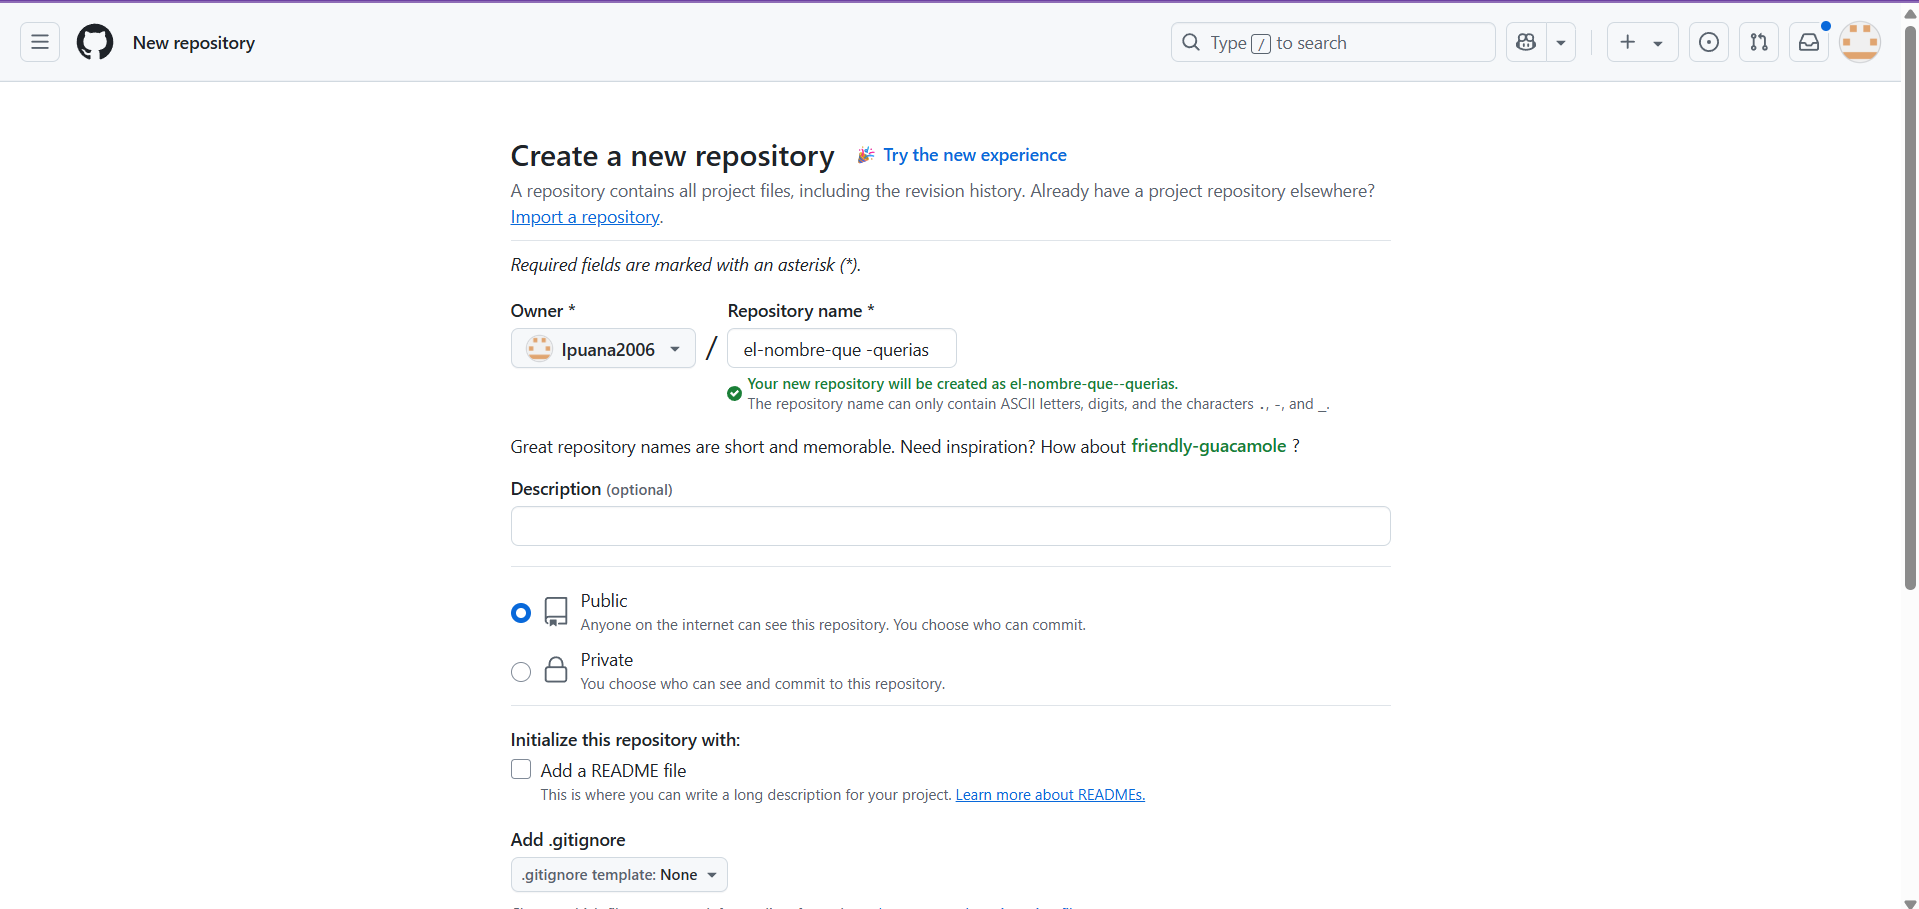 New repository
Type / to search
Create a new repository
Try the new experience
A repository contains all project files, including the revision history. Already have a project repository elsewhere?
Import a repository.
Required fields are marked with an asterisk (*).
Owner *
Repository name *
Ipuana2006
/
el-nombre-que -querias
Your new repository will be created as el-nombre-que--querias.
The repository name can only contain ASCII letters, digits, and the characters ., -, and _.
Great repository names are short and memorable. Need inspiration? How about friendly-guacamole ?
Description (optional)
Public
Anyone on the internet can see this repository. You choose who can commit.
Private
You choose who can see and commit to this repository.
Initialize this repository with:
Add a README file
This is where you can write a long description for your project. Learn more about READMEs.
Add .gitignore
.gitignore template: None